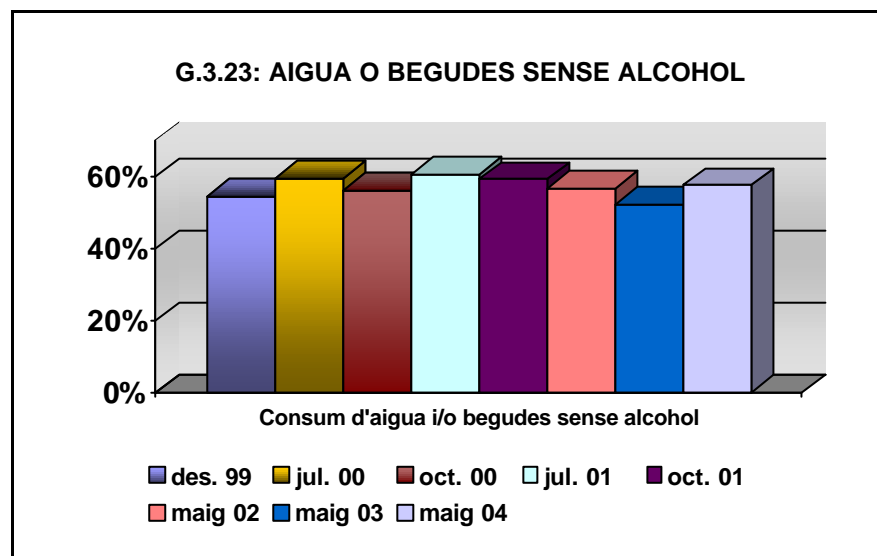 G.3.23: AIGUA O BEGUDES SENSE ALCOHOL
60%
40%
20%
0%
Consum d'aigua i/o begudes sense alcohol
des. 99 jul. 00 oct. 00 jul. 01 oct. 01
maig 02 maig 03 maig 04